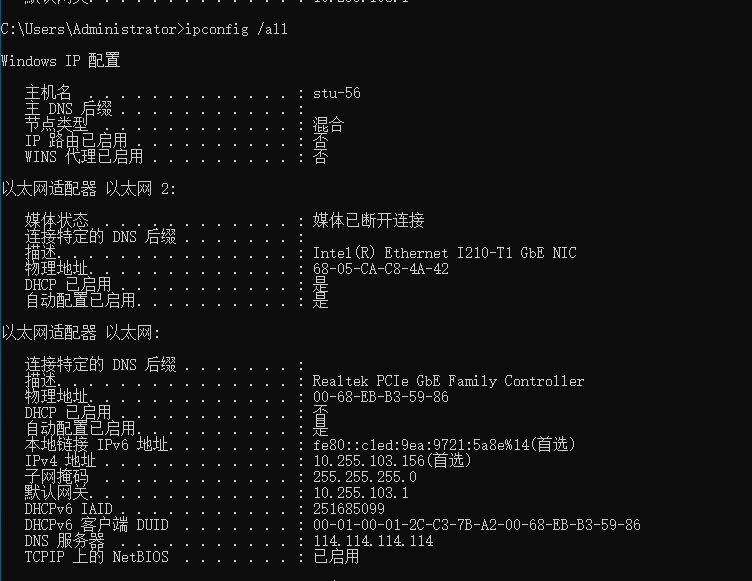 C:\Users\Administrator>ipconfig /all
Windows IP 配置
主机名 . . . . . . . . . . . . . : stu-56
主 DNS 后缀 . . . . . . . . . . . :
节点类型 . . . . . . . . . . . . : 混合
IP 路由已启用 . . . . . . . . . . : 否
WINS 代理已启用 . . . . . . . . . : 否
以太网适配器 以太网 2:
媒体状态 . . . . . . . . . . . . : 媒体已断开连接
连接特定的 DNS 后缀 . . . . . . . :
描述. . . . . . . . . . . . . . . : Intel(R) Ethernet I210-T1 GbE NIC
物理地址. . . . . . . . . . . . . : 68-05-CA-C8-4A-42
DHCP 已启用 . . . . . . . . . . . : 是
自动配置已启用. . . . . . . . . . : 是
以太网适配器 以太网:
连接特定的 DNS 后缀 . . . . . . . :
描述. . . . . . . . . . . . . . . : Realtek PCIe GbE Family Controller
物理地址. . . . . . . . . . . . . : 00-68-EB-B3-59-86
DHCP 已启用 . . . . . . . . . . . : 否
自动配置已启用. . . . . . . . . . : 是
本地链接 IPv6 地址. . . . . . . . : fe80::c1ed:9ea:9721:5a8e%14(首选)
IPv4 地址 . . . . . . . . . . . . : 10.255.103.156(首选)
子网掩码 . . . . . . . . . . . . : 255.255.255.0
默认网关. . . . . . . . . . . . . : 10.255.103.1
DHCPv6 IAID . . . . . . . . . . . : 251685099
DHCPv6 客户端 DUID . . . . . . . : 00-01-00-01-2C-C3-7B-A2-00-68-EB-B3-59-86
DNS 服务器 . . . . . . . . . . . : 114.114.114.114
TCPIP 上的 NetBIOS . . . . . . . : 已启用